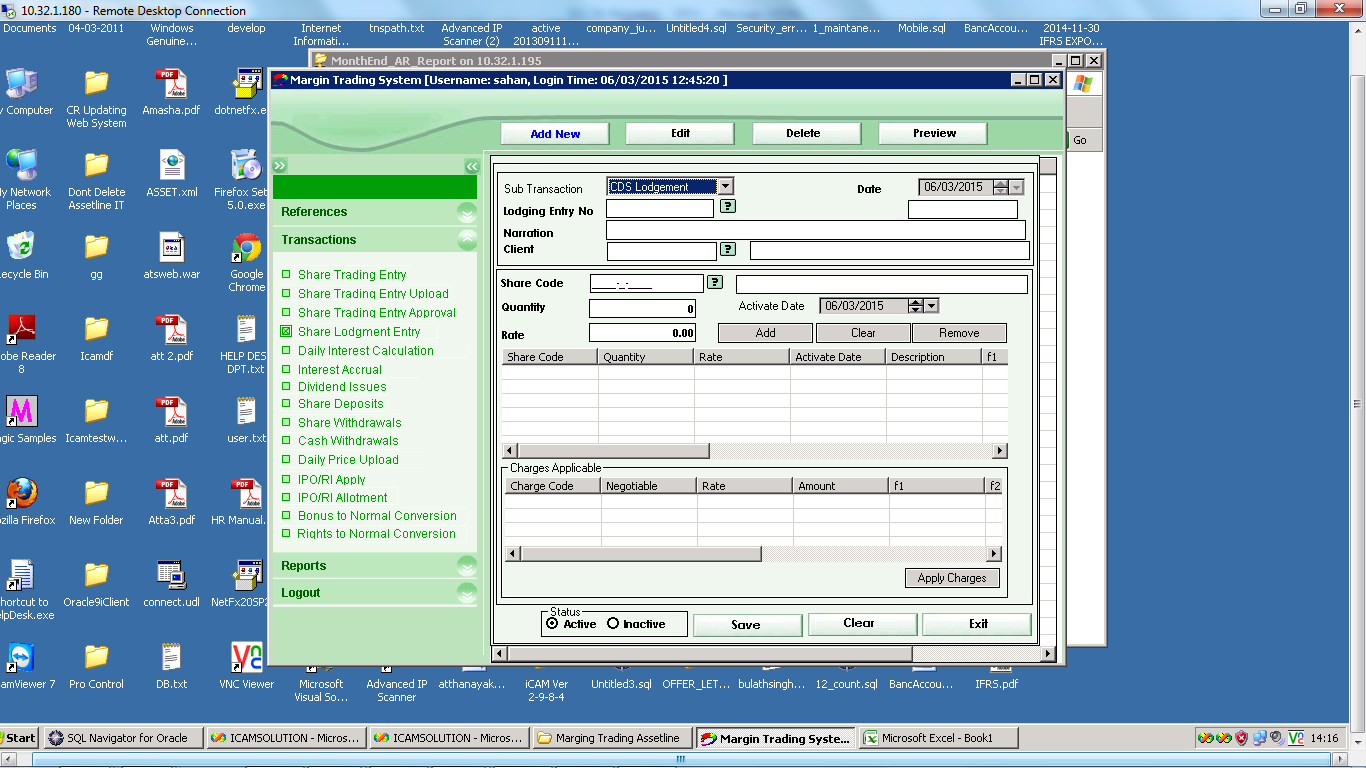 10.32.1.180 - Remote Desktop Connection
Documents
04-03-2011
Windows Genuine...
develop
Internet Informati...
tnspath.txt
Advanced IP Scanner (2)
active 201309111...
company_ju...
Untitled4.sql
Security_err...
1_maintane...
Mobile.sql
BancAccou...
2014-11-30 IFRS EXPO...
MonthEnd_AR_Report on 10.32.1.195
Margin Trading System [Username: sahan, Login Time: 06/03/2015 12:45:20 ]
Go
Add New
Edit
Delete
Preview
Computer
CR Updating Web System
Amasha.pdf
dotnetfx.e
Network Places
Dont Delete Assetline IT
ASSET.xml
Firefox Set 5.0.ex
ecycle Bin
gg
atsweb.war
Google Chrome
obe Reader 8
Icamdf
att 2.pdf
HELP DES DPT.txt
agic Samples
Icamtestw...
att.pdf
user.txt
ozilla Firefox
New Folder
Atta3.pdf
HR Manual.
hortcut to lpDesk.exe
Oracle9iClient
connect.udl
NetFx20SP2
amViewer 7
Pro Control
DB.txt
VNC Viewer
References
Transactions
Share Trading Entry
Share Trading Entry Upload
Share Trading Entry Approval
Share Lodgment Entry
Daily Interest Calculation
Interest Accrual
Dividend Issues
Share Deposits
Share Withdrawals
Cash Withdrawals
Daily Price Upload
IPO/RI Apply
IPO/RI Allotment
Bonus to Normal Conversion
Rights to Normal Conversion
Reports
Logout
Sub Transaction CDS Lodgement Date 06/03/2015
Lodging Entry No ?
Narration
Client ?
Share Code ____-_-____ ?
Quantity 0 Activate Date 06/03/2015
Rate 0.00 Add Clear Remove
Share Code Quantity Rate Activate Date Description f1
Charges Applicable
Charge Code Negotiable Rate Amount f1 f2
Apply Charges
Status
Active Inactive Save Clear Exit
Microsoft Visual So...
Advanced IP Scanner
atthanayak...
iCAM Ver 2-9-8-4
Untitled3.sql
OFFER_LET...
bulathsingh...
12_count.sql
BancAccou...
IFRS.pdf
Start
SQL Navigator for Oracle
ICAMSOLUTION - Micros...
ICAMSOLUTION - Micros...
Marging Trading Assetline
Margin Trading Syste...
Microsoft Excel - Book1
14:16